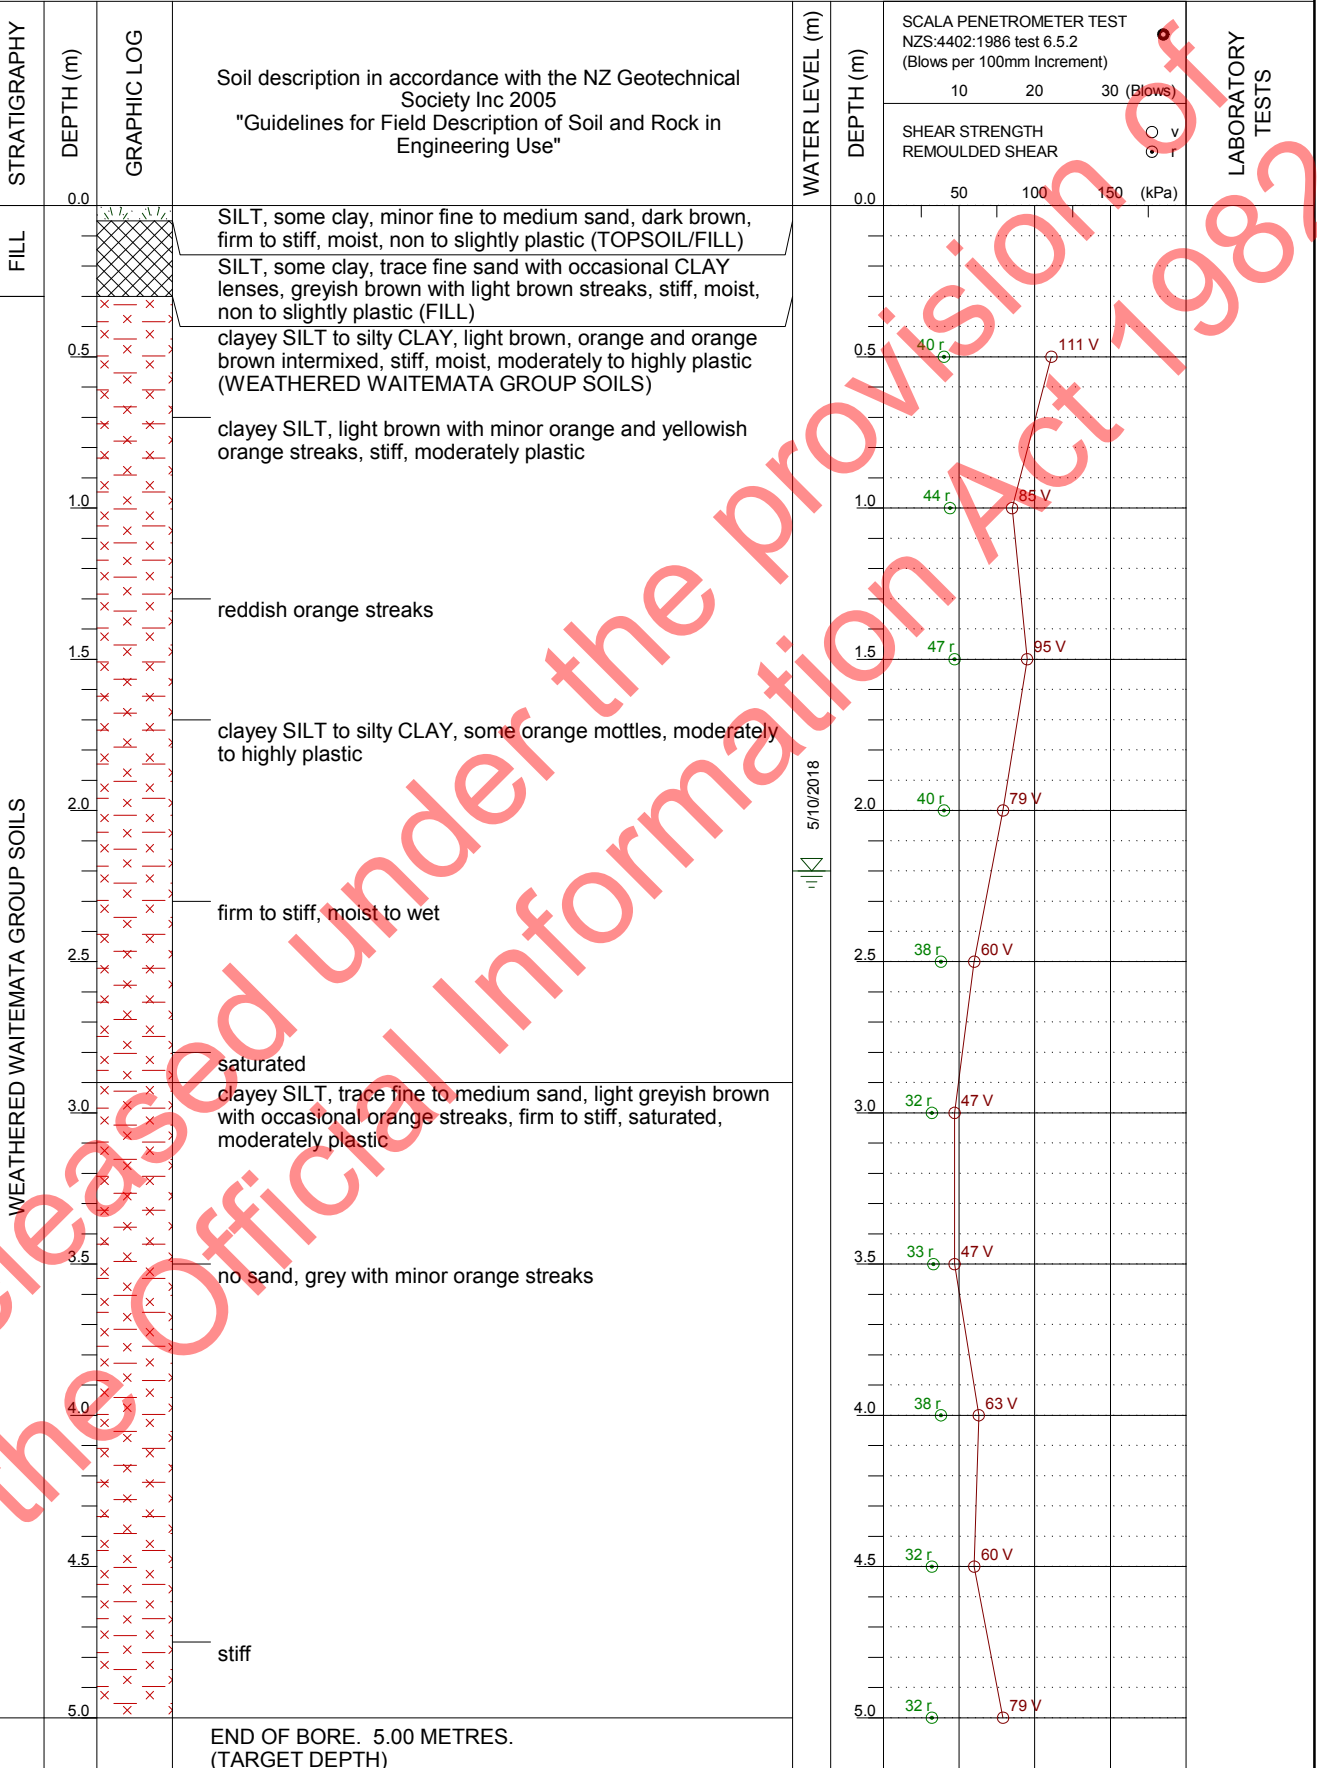 STRATIGRAPHY
DEPTH (m)
GRAPHIC LOG
Soil description in accordance with the NZ Geotechnical
Society Inc 2005
"Guidelines for Field Description of Soil and Rock in
Engineering Use"
WATER LEVEL (m)
DEPTH (m)
SCALA PENETROMETER TEST
NZS:4402:1986 test 6.5.2
(Blows per 100mm Increment)
10 20 30 (Blows)
SHEAR STRENGTH v
REMOULDED SHEAR r
50 100 150 (kPa)
LABORATORY
TESTS
0.0
0.0
FILL
SILT, some clay, minor fine to medium sand, dark brown,
firm to stiff, moist, non to slightly plastic (TOPSOIL/FILL)
SILT, some clay, trace fine sand with occasional CLAY
lenses, greyish brown with light brown streaks, stiff, moist,
non to slightly plastic (FILL)
clayey SILT to silty CLAY, light brown, orange and orange
brown intermixed, stiff, moist, moderately to highly plastic
(WEATHERED WAITEMATA GROUP SOILS)
0.5
0.5 40 r 111 V
clayey SILT, light brown with minor orange and yellowish
orange streaks, stiff, moderately plastic
1.0
1.0 44 r 85 V
reddish orange streaks
1.5
1.5 47 r 95 V
clayey SILT to silty CLAY, some orange mottles, moderately
to highly plastic
5/10/2018
2.0
2.0 40 r 79 V
WEATHERED WAITEMATA GROUP SOILS
firm to stiff, moist to wet
2.5
2.5 38 r 60 V
saturated
clayey SILT, trace fine to medium sand, light greyish brown
with occasional orange streaks, firm to stiff, saturated,
moderately plastic
3.0
3.0 32 r 47 V
3.5
3.5 33 r 47 V
no sand, grey with minor orange streaks
4.0
4.0 38 r 63 V
4.5
4.5 32 r 60 V
stiff
5.0
5.0 32 r 79 V
END OF BORE. 5.00 METRES.
(TARGET DEPTH)
eleased under the provision of
the Official Information Act 1982